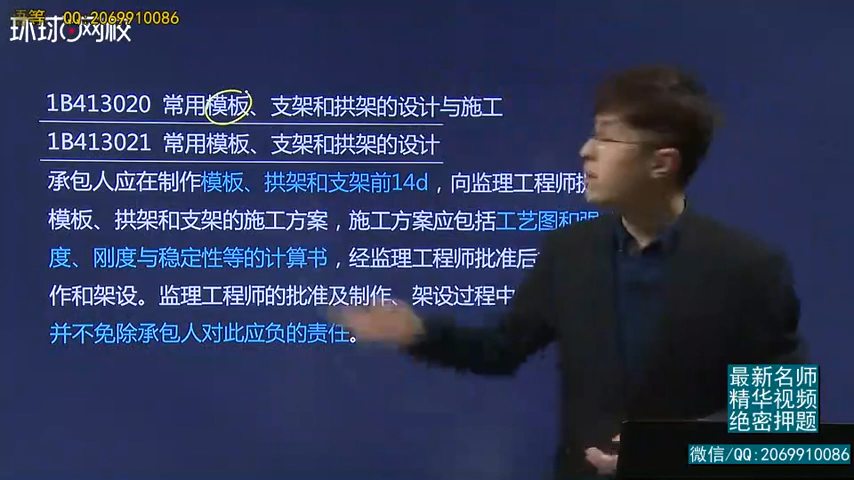 QQ:2069910086
环球网校
1B413020 常用模板、支架和拱架的设计与施工
1B413021 常用模板、支架和拱架的设计
承包人应在制作模板、拱架和支架前14d，向监理工程师提
模板、拱架和支架的施工方案，施工方案应包括工艺图和强
度、刚度与稳定性等的计算书，经监理工程师批准后
作和架设。监理工程师的批准及制作、架设过程中
并不免除承包人对此应负的责任。
最新名师
精华视频
绝密押题
微信/QQ:2069910086